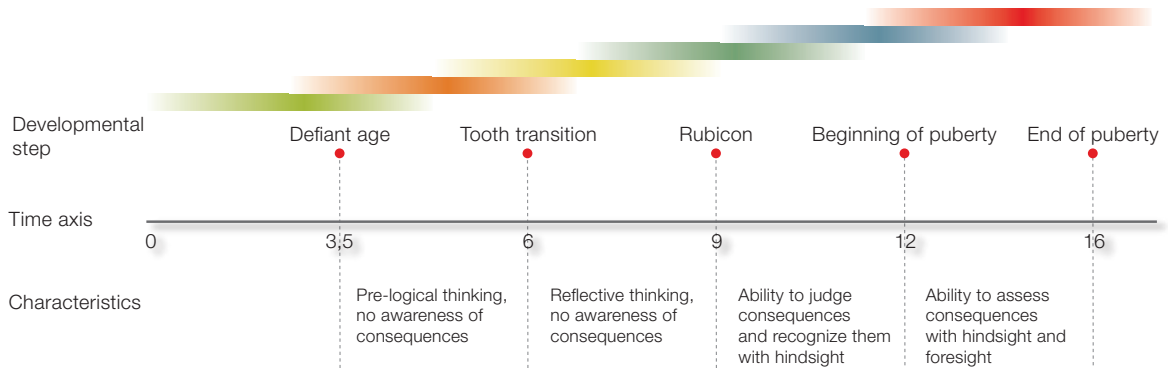 Developmental
step
Defiant age
Tooth transition
Rubicon
Beginning of puberty
End of puberty
Time axis
0
3,5
6
9
12
16
Characteristics
Pre-logical thinking,
no awareness of
consequences
Reflective thinking,
no awareness of
consequences
Ability to judge
consequences
and recognize them
with hindsight
Ability to assess
consequences
with hindsight and
foresight